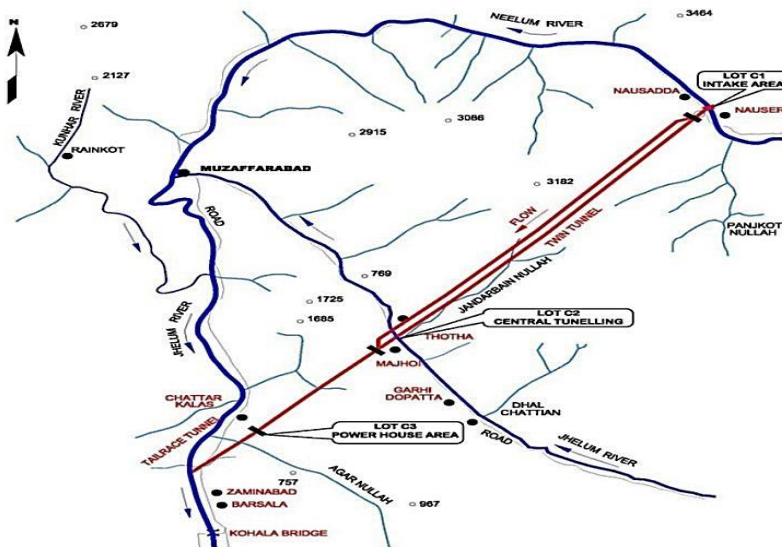 N
2679
2127
KUNHAR RIVER
RAINKOT
NEELUM RIVER
3464
LOT C1
INTAKE AREA
NAUSADDA
NAUSER
2915
3086
3182
MUZAFFARABAD
ROAD
FLOW
TWIN TUNNEL
PANJKOT
NULLAH
JANDARBAIN NULLAH
769
1725
1685
LOT C2
CENTRAL TUNELLING
THOTHA
MAJHOI
JHELUM RIVER
GARHI
DOPATTA
DHAL
CHATTIAN
ROAD
JHELUM RIVER
CHATTAR
KALAS
TAILRACE TUNNEL
LOT C3
POWER HOUSE AREA
757
AGAR NULLAH
967
ZAMINABAD
BARSALA
KOHALA BRIDGE